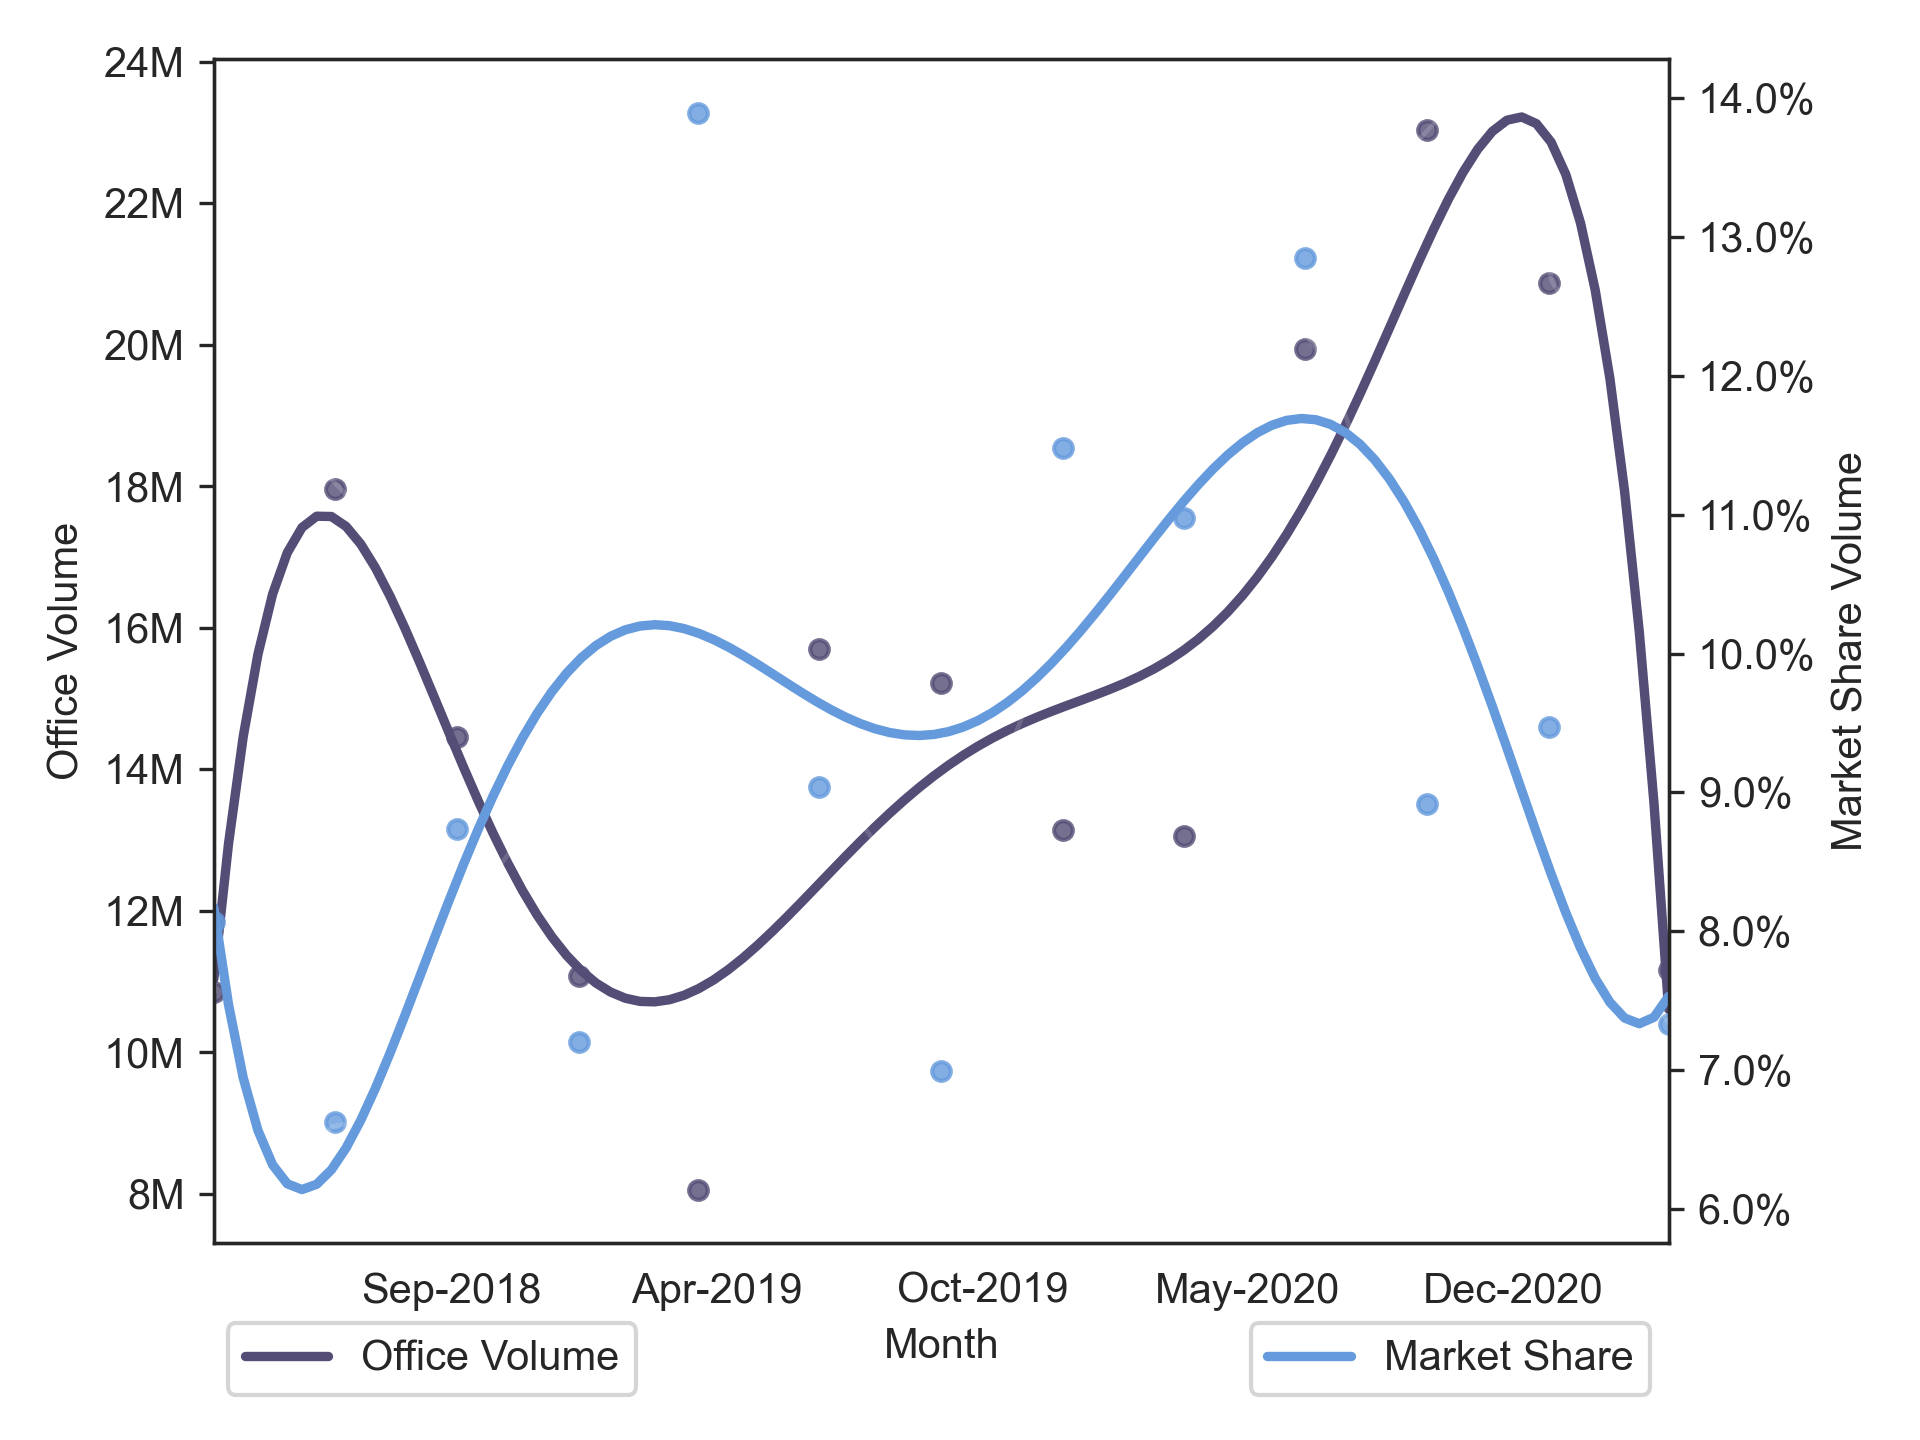 24M
22M
20M
18M
16M
14M
12M
10M
8M
Office Volume
14.0%
13.0%
12.0%
11.0%
10.0%
9.0%
8.0%
7.0%
6.0%
Market Share Volume
Sep-2018 Apr-2019 Oct-2019 May-2020 Dec-2020
Month
Office Volume
Market Share